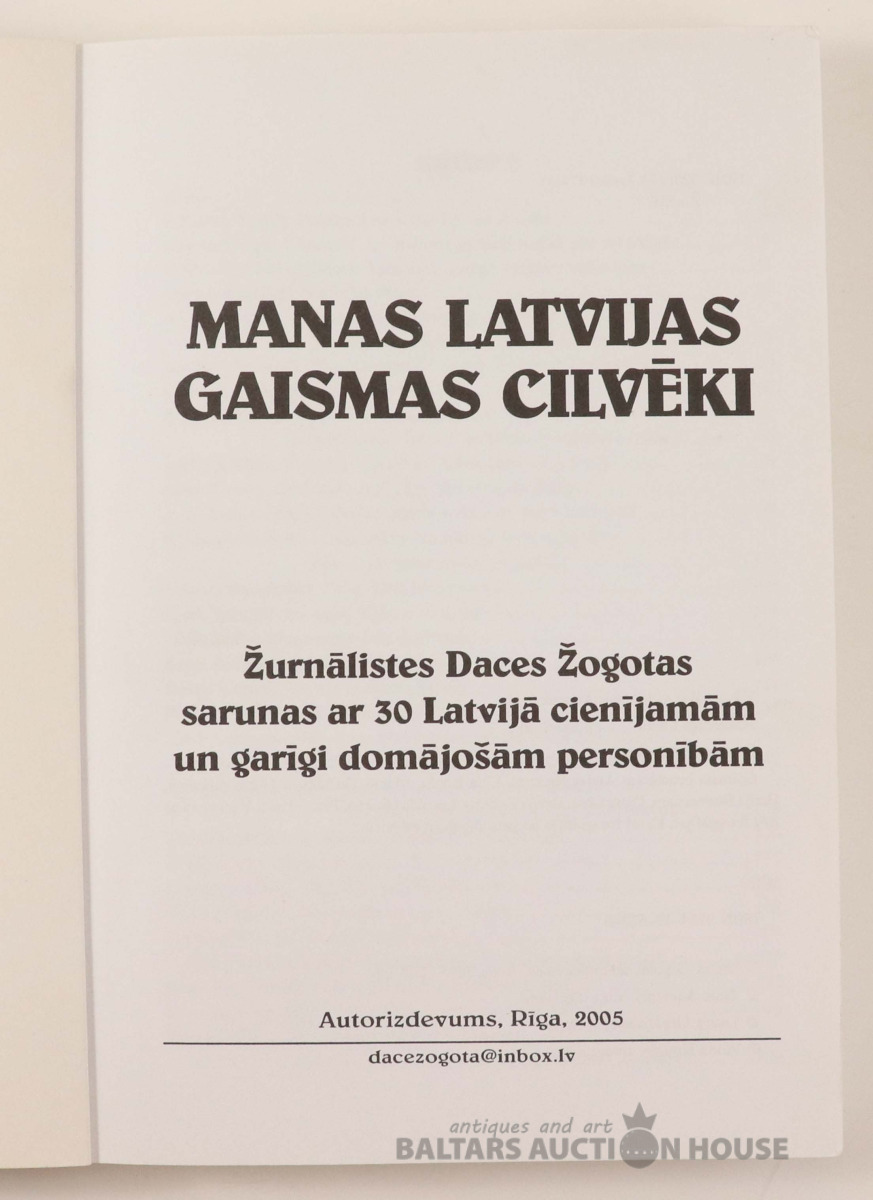 MANAS LATVIJAS
GAISMAS CILVĒKI
Žurnālistes Daces Žogotas
sarunas ar 30 Latvijā cienījamām
un garīgi domājošām personībām
Autorizdevums, Rīga, 2005
dacezogota@inbox.lv
antiques and art
BALTARS AUCTION HOUSE